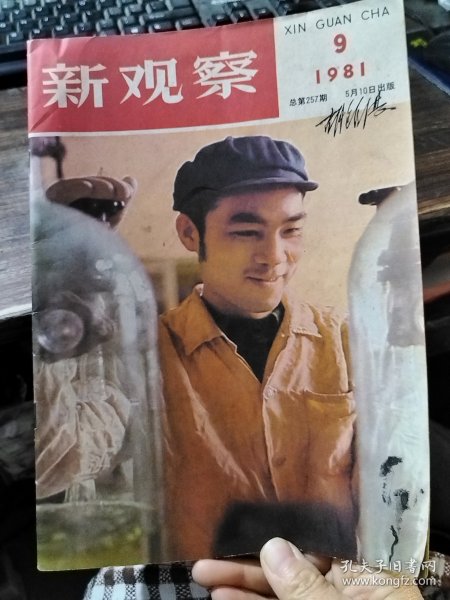 XIN GUAN CHA
9
1981
总第257期 5月10日出版
新观察
孔夫子旧书网
www.kongfz.com